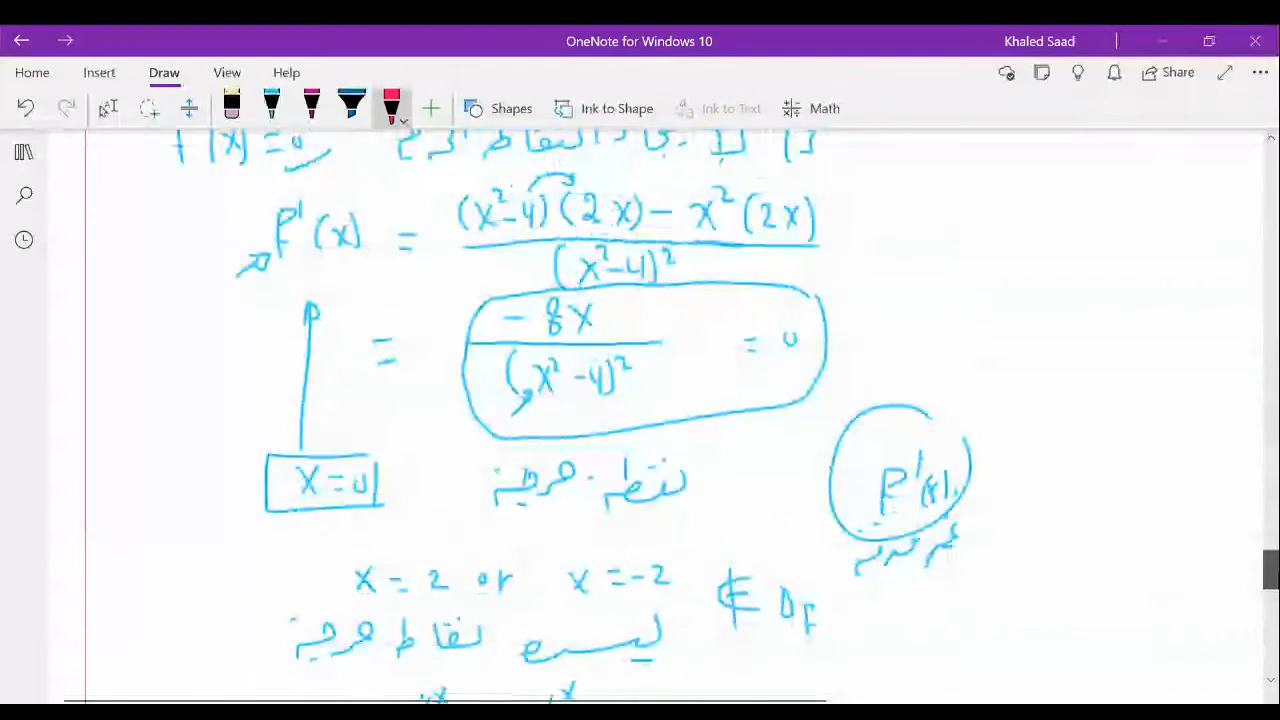 OneNote for Windows 10
Khaled Saad
Home Insert Draw View Help
Share
Shapes Ink to Shape Ink to Text Math
F'(x) = (x²-4)(2x) - x²(2x) / (x²-4)²
= -8x / (x²-4)² = 0
x = 0 نقطة حرجة
F'(x)
غير معرفة
x = 2 or x = -2 ∉ D_F
ليست نقاط حرجة